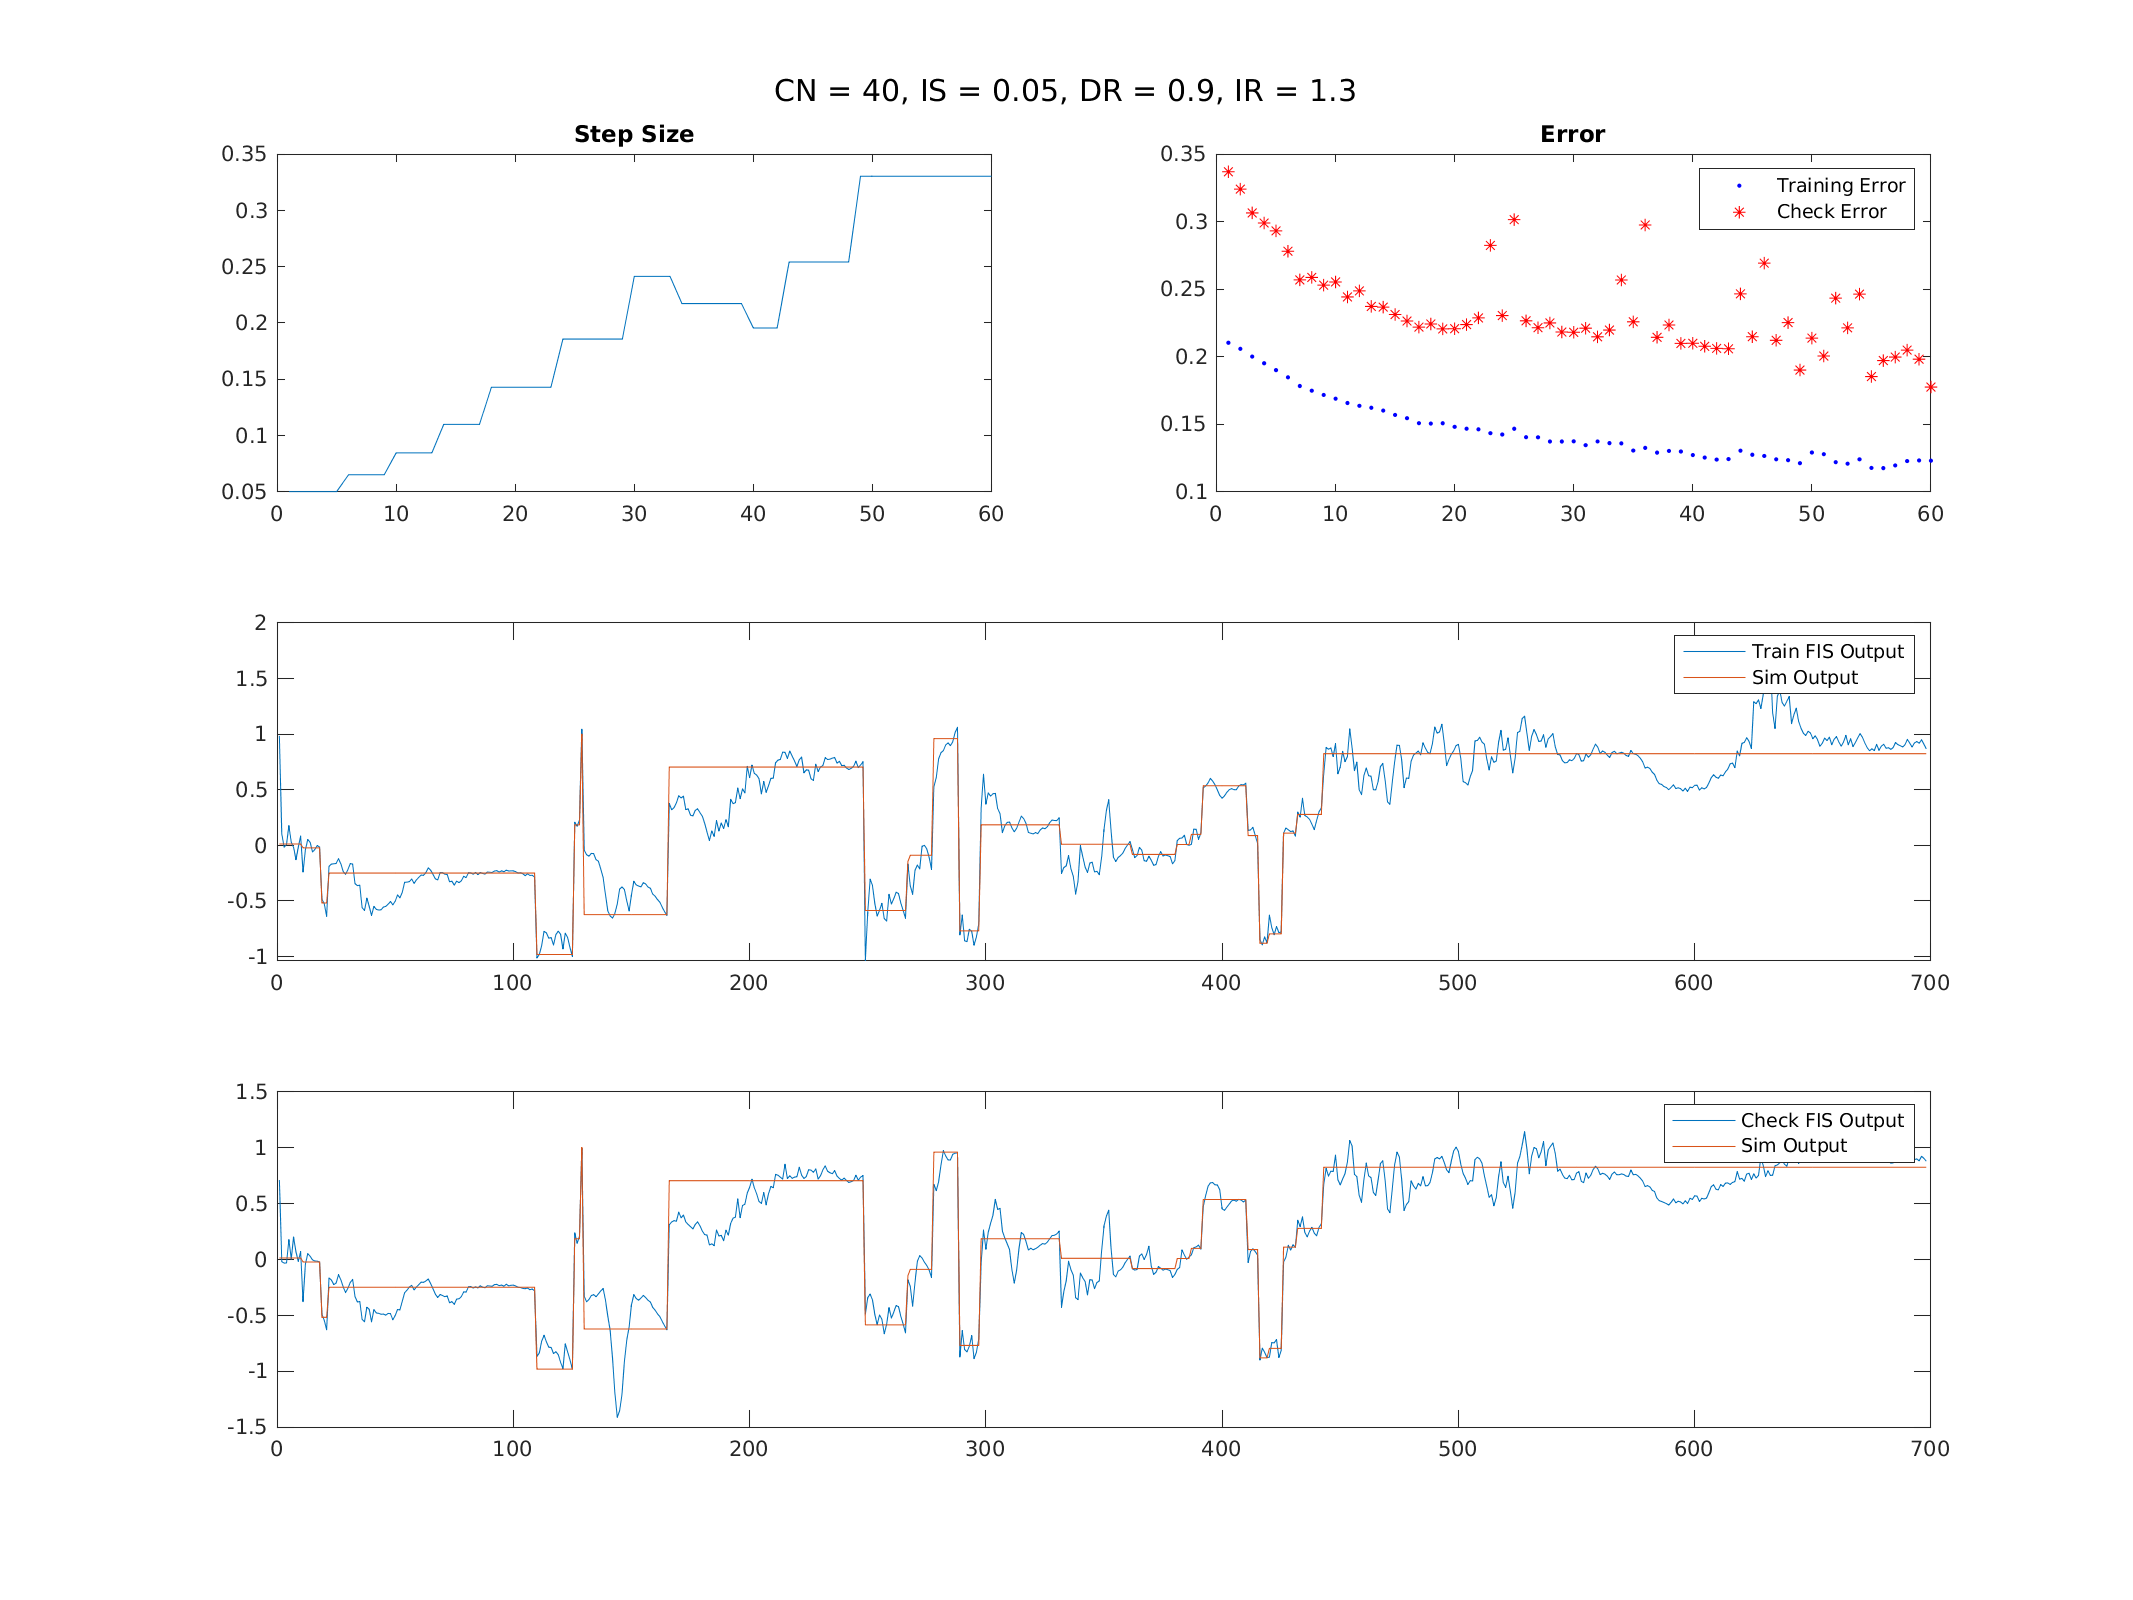 CN = 40, IS = 0.05, DR = 0.9, IR = 1.3
Step Size
0.35
0.3
0.25
0.2
0.15
0.1
0.05
0 10 20 30 40 50 60
Error
0.35
0.3
0.25
0.2
0.15
0.1
0 10 20 30 40 50 60
Training Error
Check Error
2
1.5
1
0.5
0
-0.5
-1
0 100 200 300 400 500 600 700
Train FIS Output
Sim Output
1.5
1
0.5
0
-0.5
-1
-1.5
0 100 200 300 400 500 600 700
Check FIS Output
Sim Output